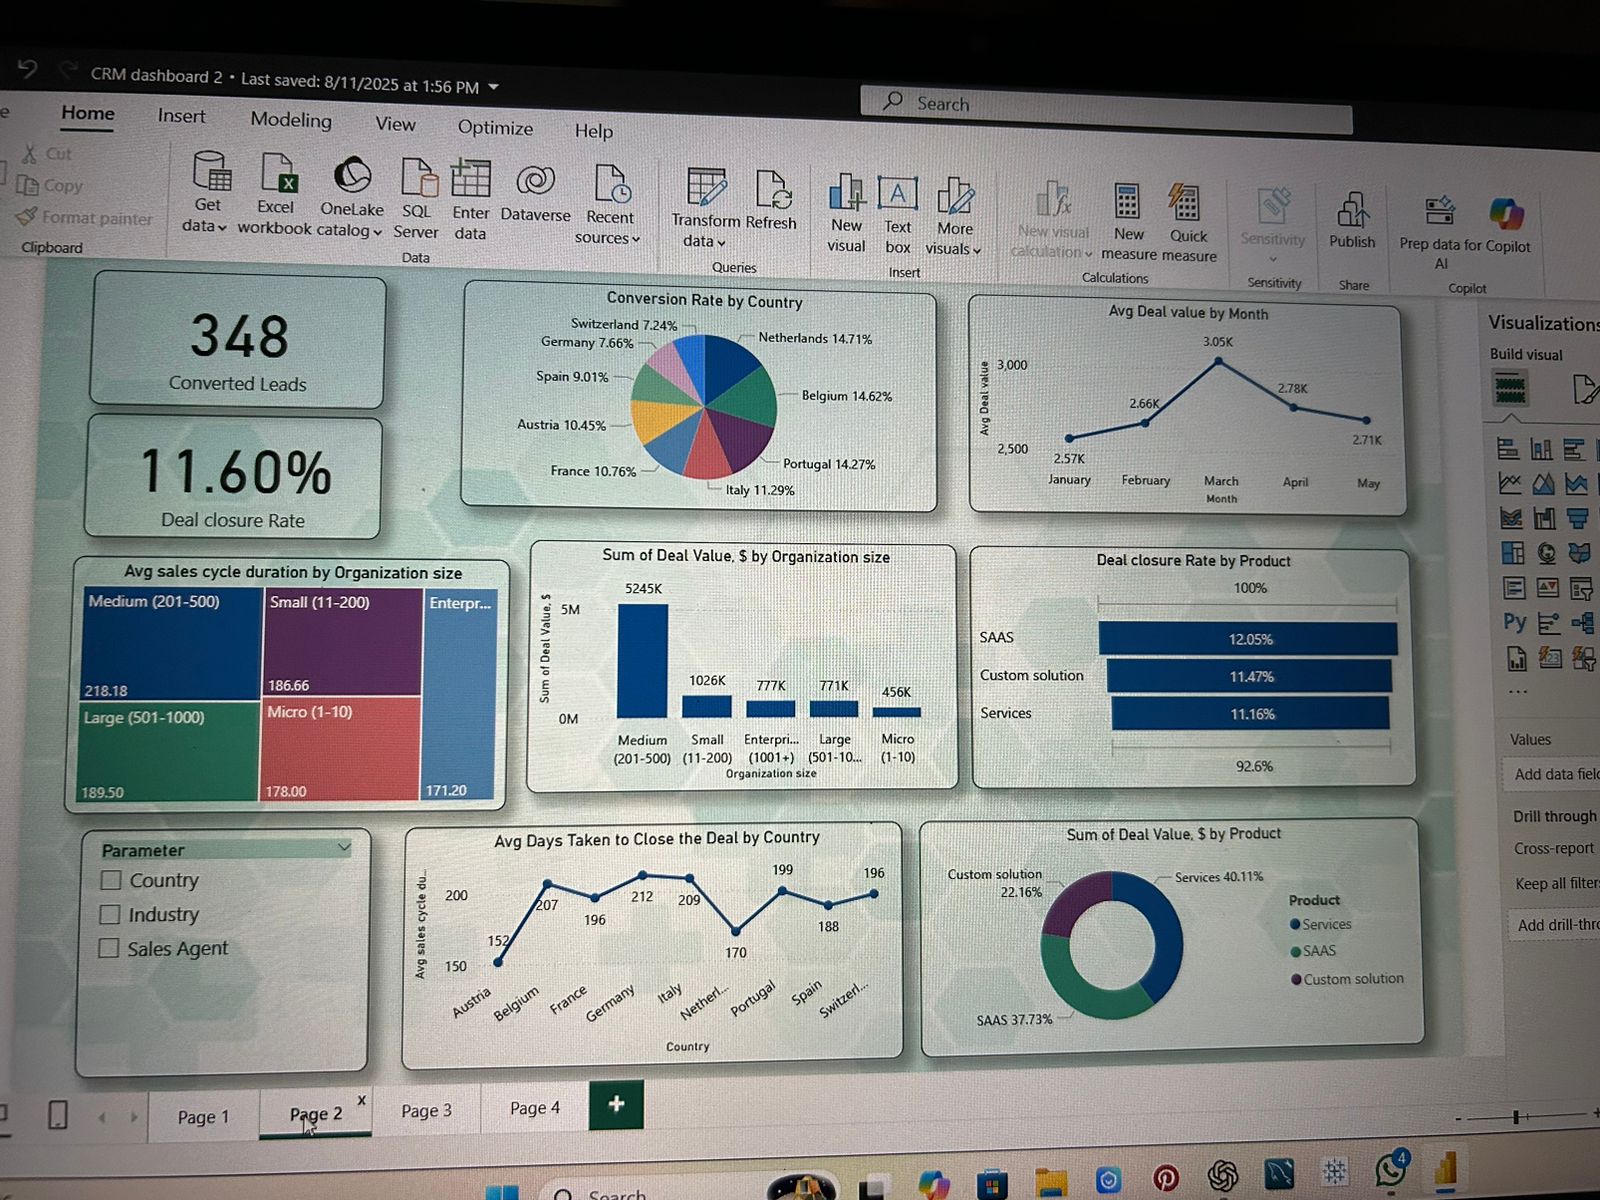 CRM dashboard 2 • Last saved: 8/11/2025 at 1:56 PM
Search
Home Insert Modeling View Optimize Help
Cut
Copy
Format painter
Clipboard
Get data
Excel workbook
OneLake catalog
SQL Server
Enter data
Dataverse
Recent sources
Data
Transform data
Refresh
Queries
New visual
Text box
More visuals
Insert
New visual calculation
New measure
Quick measure
Calculations
Sensitivity
Sensitivity
Publish
Share
Prep data for AI
Copilot
Copilot
348
Converted Leads
11.60%
Deal closure Rate
Conversion Rate by Country
Switzerland 7.24%
Germany 7.66%
Spain 9.01%
Austria 10.45%
France 10.76%
Netherlands 14.71%
Belgium 14.62%
Portugal 14.27%
Italy 11.29%
Avg Deal value by Month
Avg Deal value
3,000
2,500
2.57K
2.66K
3.05K
2.78K
2.71K
January February March April May
Month
Avg sales cycle duration by Organization size
Medium (201-500)
218.18
Small (11-200)
186.66
Enterpr...
171.20
Large (501-1000)
189.50
Micro (1-10)
178.00
Sum of Deal Value, $ by Organization size
Sum of Deal Value, $
5M
0M
5245K
1026K
777K
771K
456K
Medium (201-500)
Small (11-200)
Enterpri... (1001+)
Large (501-10...
Micro (1-10)
Organization size
Deal closure Rate by Product
100%
SAAS 12.05%
Custom solution 11.47%
Services 11.16%
92.6%
Parameter
Country
Industry
Sales Agent
Avg Days Taken to Close the Deal by Country
Avg sales cycle du...
200
150
152
207
196
212
209
170
199
188
196
Austria
Belgium
France
Germany
Italy
Netherl...
Portugal
Spain
Switzerl...
Country
Sum of Deal Value, $ by Product
Custom solution
22.16%
Services 40.11%
SAAS 37.73%
Product
Services
SAAS
Custom solution
Visualizations
Build visual
Py
123
...
Values
Add data fiel
Drill through
Cross-report
Keep all filter
Add drill-thr
Page 1
Page 2
x
Page 3
Page 4
+
Search
4